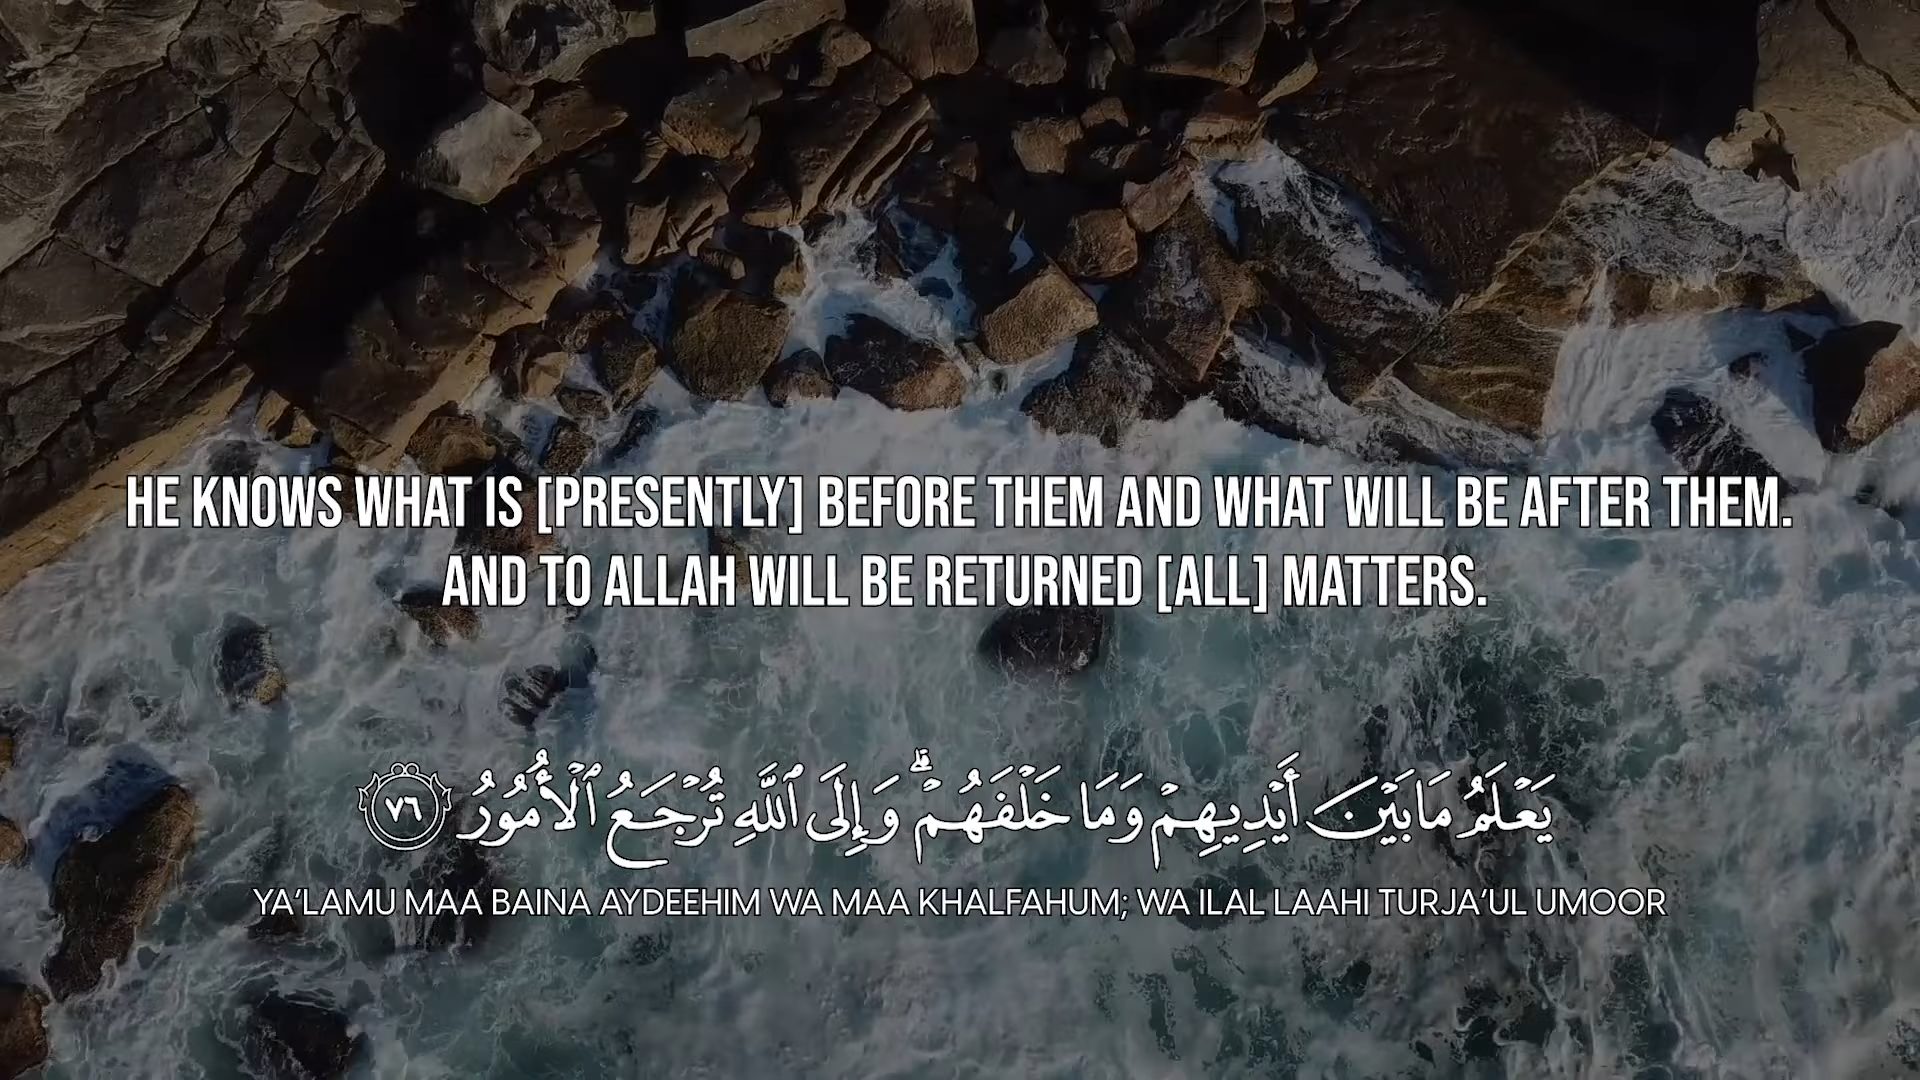 HE KNOWS WHAT IS [PRESENTLY] BEFORE THEM AND WHAT WILL BE AFTER THEM.
AND TO ALLAH WILL BE RETURNED [ALL] MATTERS.
يَعْلَمُ مَا بَيْنَ أَيْدِيهِمْ وَمَا خَلْفَهُمْ ۗ وَإِلَى ٱللَّهِ تُرْجَعُ ٱلْأُمُورُ ٧٦
YA'LAMU MAA BAINA AYDEEHIM WA MAA KHALFAHUM; WA ILAL LAAHI TURJA'UL UMOOR